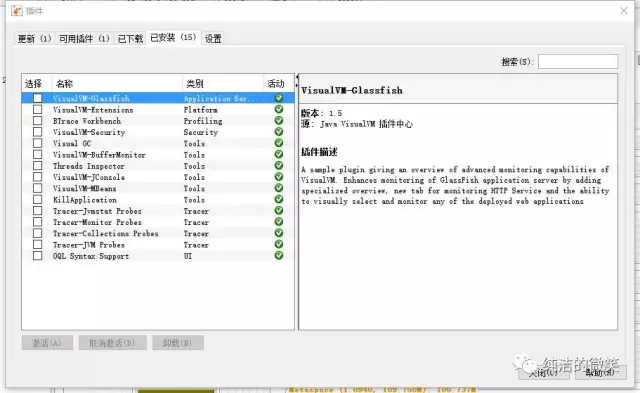 插件
更新 (1) 可用插件 (1) 已下载 已安装 (15) 设置
搜索(S):
选择 名称 类别 活动
VisualVM-Glassfish Application Ser...
VisualVM-Extensions Platform
BTrace Workbench Profiling
VisualVM-Security Security
Visual GC Tools
VisualVM-BufferMonitor Tools
Threads Inspector Tools
VisualVM-JConsole Tools
VisualVM-MBeans Tools
KillApplication Tools
Tracer-Jvmstat Probes Tracer
Tracer-Monitor Probes Tracer
Tracer-Collections Probes Tracer
Tracer-JVM Probes Tracer
OQL Syntax Support UI
VisualVM-Glassfish
版本: 1.5
源: Java VisualVM 插件中心
插件描述
A sample plugin giving an overview of advanced monitoring capabilities of
VisualVM. Enhances monitoring of GlassFish application server by adding
specialized overview, new tab for monitoring HTTP Service and the ability
to visually select and monitor any of the deployed web applications
激活(A) 取消激活(D) 卸载(U)
纯洁的微笑
关闭(C) 帮助(H)